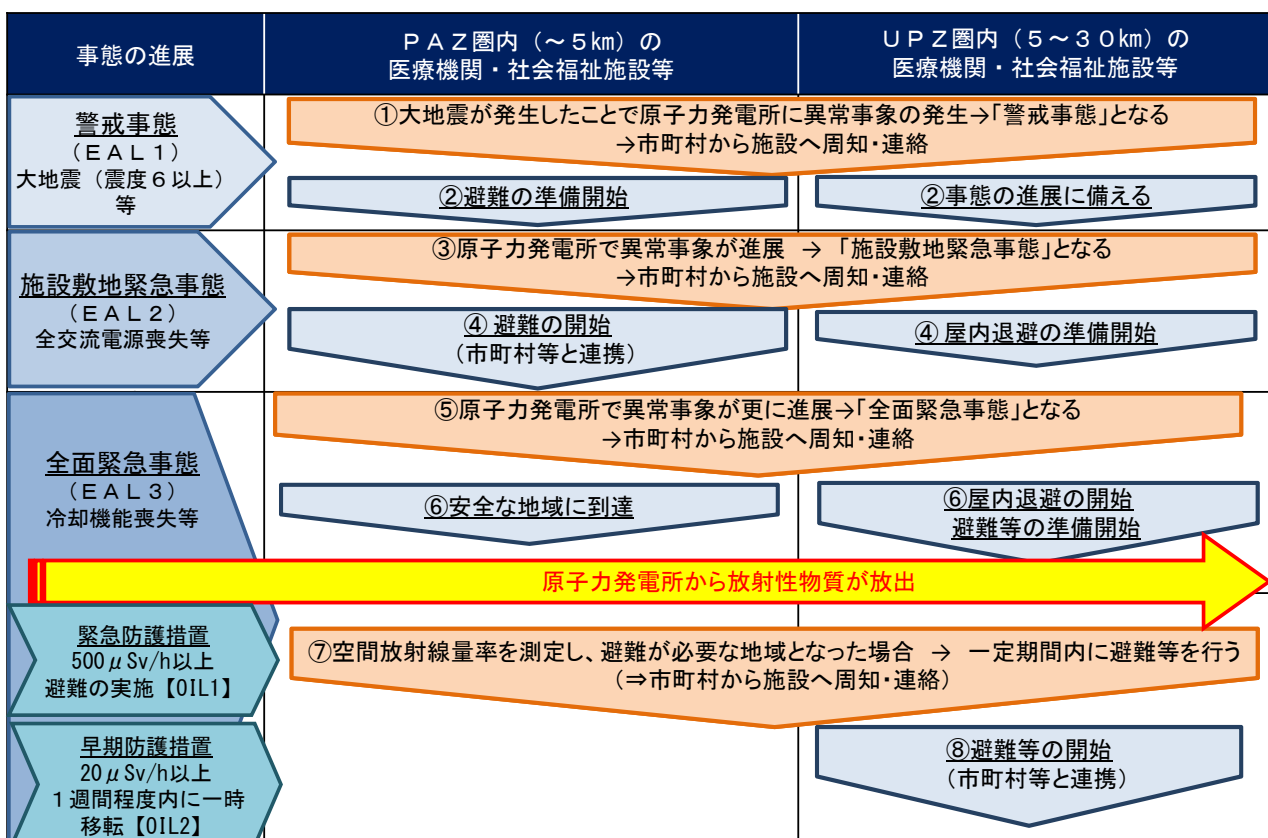 事態の進展
ＰＡＺ圏内（～５㎞）の
医療機関・社会福祉施設等
ＵＰＺ圏内（５～３０㎞）の
医療機関・社会福祉施設等
警戒事態
（ＥＡＬ１）
大地震（震度６以上）
等
①大地震が発生したことで原子力発電所に異常事象の発生→「警戒事態」となる
→市町村から施設へ周知・連絡
②避難の準備開始
②事態の進展に備える
施設敷地緊急事態
（ＥＡＬ２）
全交流電源喪失等
③原子力発電所で異常事象が進展　→　「施設敷地緊急事態」となる
→市町村から施設へ周知・連絡
④ 避難の開始
（市町村等と連携）
④ 屋内退避の準備開始
全面緊急事態
（ＥＡＬ３）
冷却機能喪失等
⑤原子力発電所で異常事象が更に進展→「全面緊急事態」となる
→市町村から施設へ周知・連絡
⑥安全な地域に到達
⑥屋内退避の開始
避難等の準備開始
原子力発電所から放射性物質が放出
緊急防護措置
500μSv/h以上
避難の実施【OIL1】
⑦空間放射線量率を測定し、避難が必要な地域となった場合　→　一定期間内に避難等を行う
（⇒市町村から施設へ周知・連絡）
早期防護措置
20μSv/h以上
１週間程度内に一時
移転【OIL2】
⑧避難等の開始
（市町村等と連携）